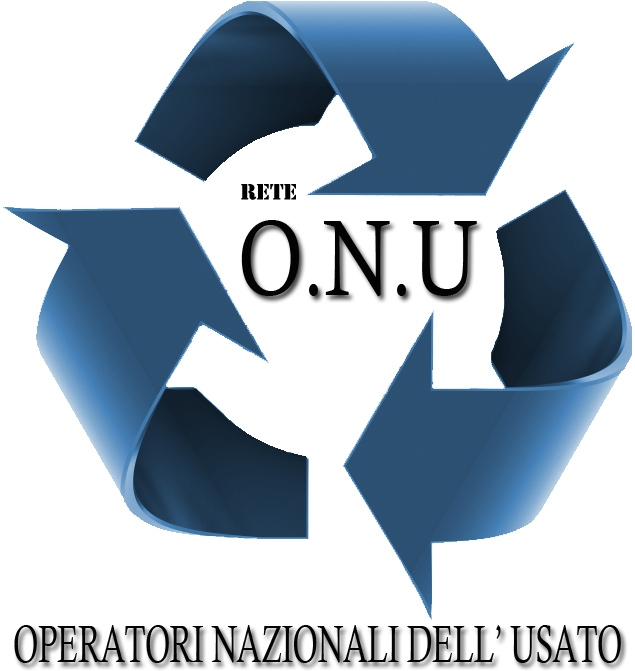 RETE
O.N.U
OPERATORI NAZIONALI DELL' USATO